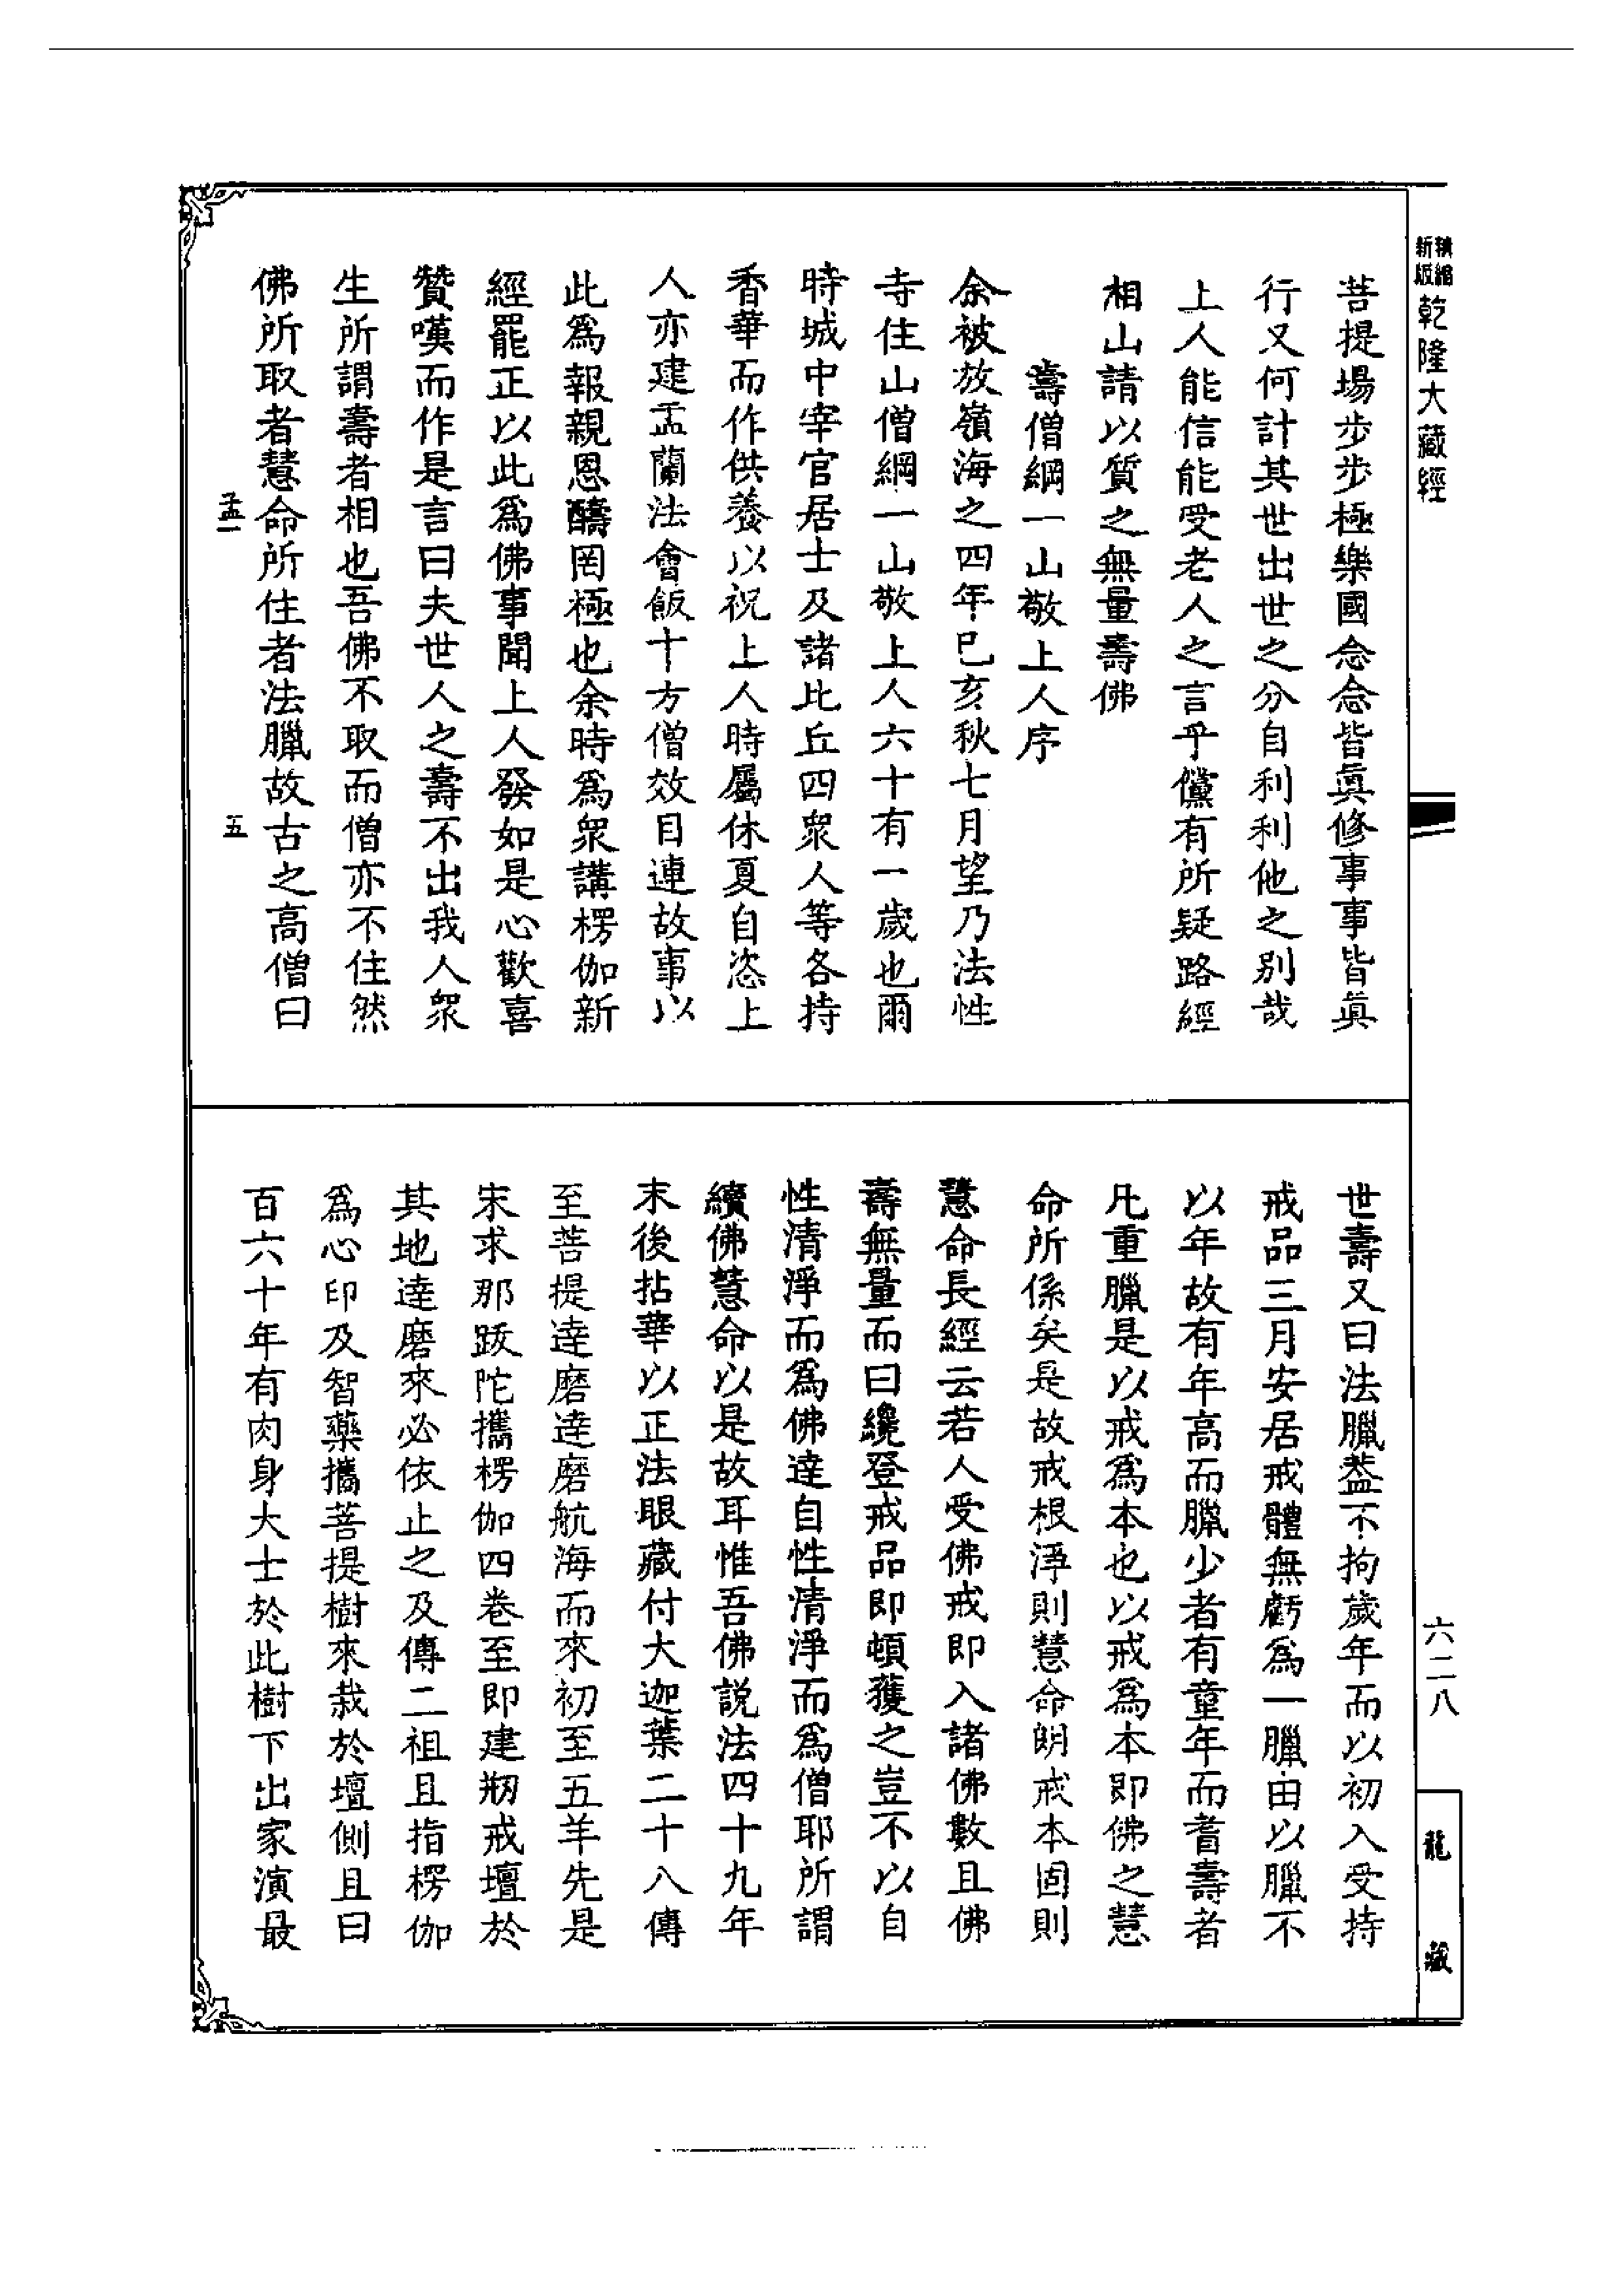 新版精縮乾隆大藏經
菩提場步步極樂國念念皆眞修事事皆眞
行又何計其世出世之分自利利他之別哉
上人能信能受老人之言乎儻有所疑路經
相山請以質之無量壽佛
壽僧綱一山敬上人序
余被放嶺海之四年巳亥秋七月望乃法性
寺住山僧綱一山敬上人六十有一歲也爾
時城中宰官居士及諸比丘四衆人等各持
香華而作供養以祝上人時屬休夏自恣上
人亦建盂蘭法會飯十方僧效目連故事以
此爲報親恩醻罔極也余時爲衆講楞伽新
經罷正以此爲佛事聞上人發如是心歡喜
贊嘆而作是言曰夫世人之壽不出我人衆
生所謂壽者相也吾佛不取而僧亦不住然
佛所取者慧命所住者法臘故古之高僧曰
孟一
五
世壽又曰法臘葢不拘歲年而以初入受持
戒品三月安居戒體無虧爲一臘由以臘不
以年故有年高而臘少者有童年而耆壽者
凡重臘是以戒爲本也以戒爲本即佛之慧
命所係矣是故戒根淨則慧命朗戒本固則
慧命長經云若人受佛戒即入諸佛數且佛
壽無量而曰纔登戒品即頓獲之豈不以自
性清淨而爲佛達自性清淨而爲僧耶所謂
續佛慧命以是故耳惟吾佛説法四十九年
末後拈華以正法眼藏付大迦葉二十八傳
至菩提達磨達磨航海而來初至五羊先是
宋求那跋陀攜楞伽四卷至即建剏戒壇於
其地達磨來必依止之及傳二祖且指楞伽
爲心印及智藥攜菩提樹來栽於壇側且曰
百六十年有肉身大士於此樹下出家演最
六二八
龍藏